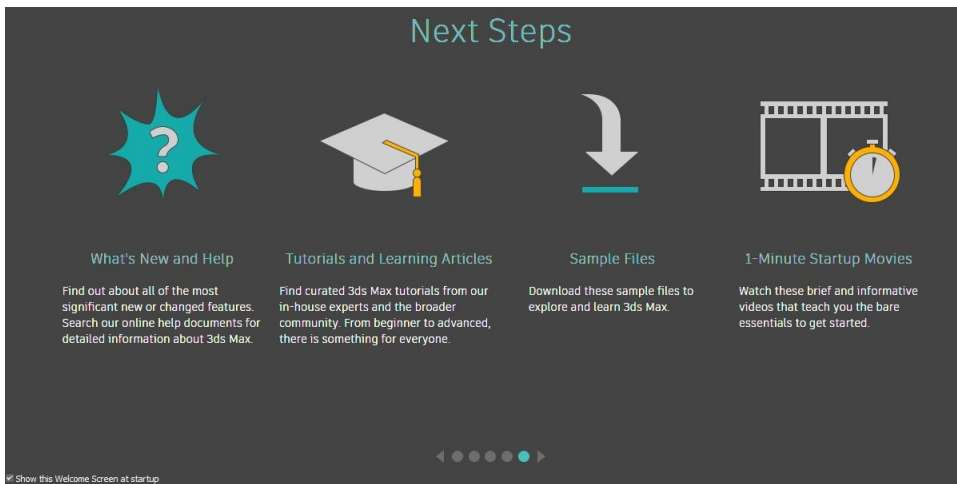 Next Steps
?
What's New and Help
Find out about all of the most
significant new or changed features.
Search our online help documents for
detailed information about 3ds Max.
Tutorials and Learning Articles
Find curated 3ds Max tutorials from our
in-house experts and the broader
community. From beginner to advanced,
there is something for everyone.
Sample Files
Download these sample files to
explore and learn 3ds Max.
1-Minute Startup Movies
Watch these brief and informative
videos that teach you the bare
essentials to get started.
Show this Welcome Screen at startup